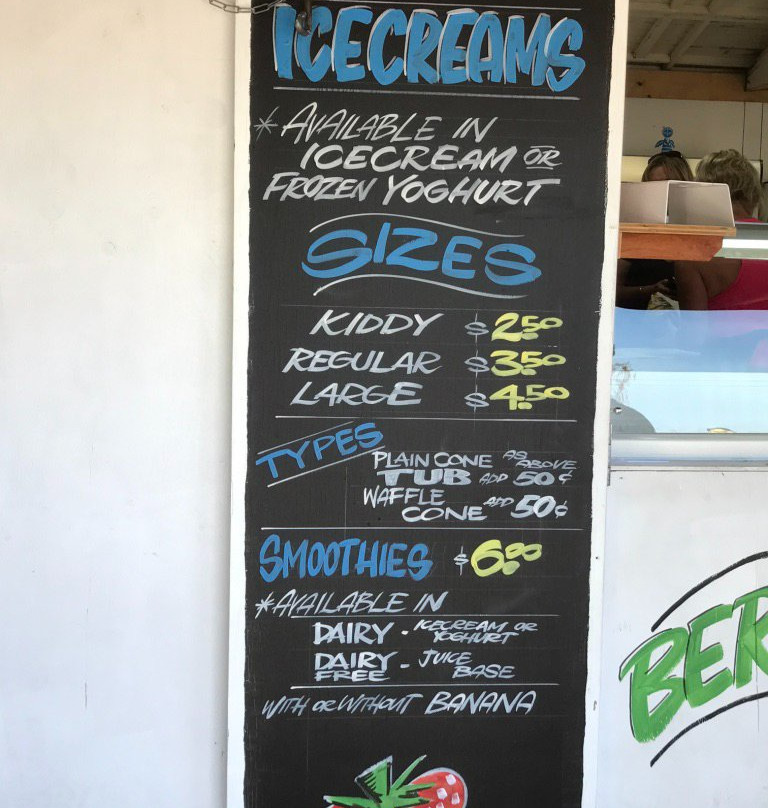 ICECREAMS
* AVAILABLE IN
ICECREAM OR
FROZEN YOGHURT
SIZES
KIDDY $2.50
REGULAR $3.50
LARGE $4.50
TYPES
PLAIN CONE AS ABOVE
TUB ADD 50¢
WAFFLE CONE ADD 50¢
SMOOTHIES $6.00
* AVAILABLE IN
DAIRY - ICECREAM OR YOGHURT
DAIRY FREE - JUICE BASE
WITH OR WITHOUT BANANA